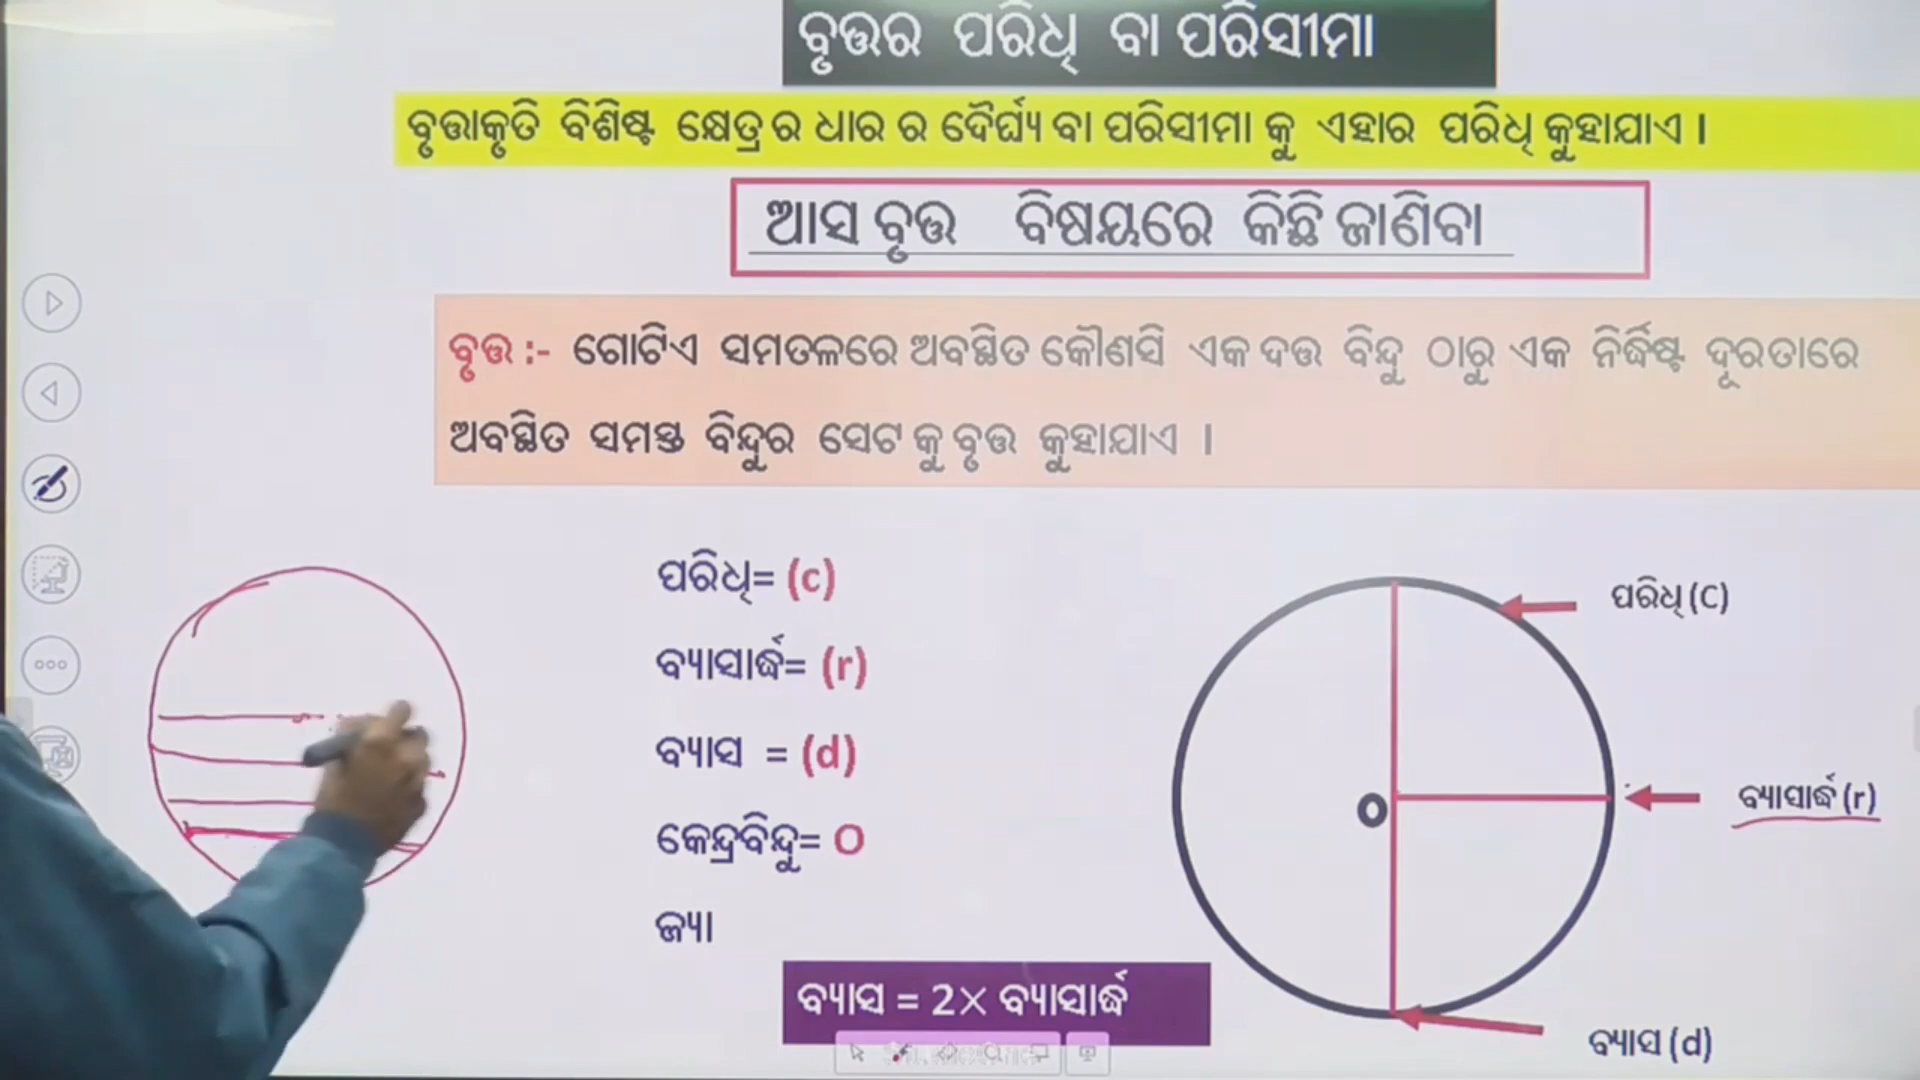 ବୃତ୍ତର ପରିଧି ବା ପରିସୀମା
ବୃତ୍ତାକୃତି ବିଶିଷ୍ଟ କ୍ଷେତ୍ର ର ଧାର ର ଦୈର୍ଘ୍ୟ ବା ପରିସୀମା କୁ ଏହାର ପରିଧି କୁହାଯାଏ ।
ଆସ ବୃତ୍ତ ବିଷୟରେ କିଛି ଜାଣିବା
ବୃତ୍ତ :- ଗୋଟିଏ ସମତଳରେ ଅବସ୍ଥିତ କୌଣସି ଏକ ଦତ୍ତ ବିନ୍ଦୁ ଠାରୁ ଏକ ନିର୍ଦ୍ଧିଷ୍ଟ ଦୂରତାରେ
ଅବସ୍ଥିତ ସମସ୍ତ ବିନ୍ଦୁର ସେଟ କୁ ବୃତ୍ତ କୁହାଯାଏ ।
ପରିଧି= (c)
ବ୍ୟାସାର୍ଦ୍ଧ= (r)
ବ୍ୟାସ = (d)
କେନ୍ଦ୍ରବିନ୍ଦୁ= O
ଜ୍ୟା
ବ୍ୟାସ = 2× ବ୍ୟାସାର୍ଦ୍ଧ
ପରିଧି (C)
O
ବ୍ୟାସାର୍ଦ୍ଧ (r)
ବ୍ୟାସ (d)